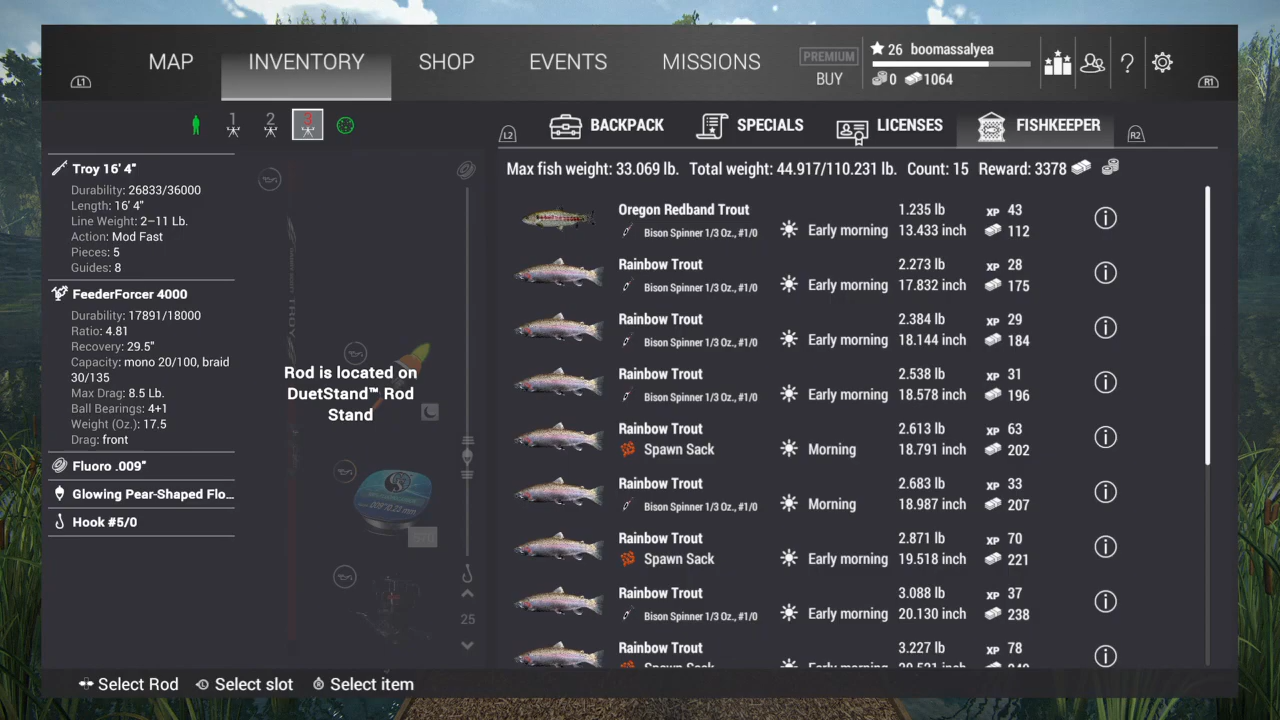 MAP
INVENTORY
SHOP
EVENTS
MISSIONS
PREMIUM
BUY
26 boomassalyea
0 1064
L1
R1
1 2 3
L2
BACKPACK
SPECIALS
LICENSES
FISHKEEPER
R2
Troy 16' 4"
Durability: 26833/36000
Length: 16' 4"
Line Weight: 2–11 Lb.
Action: Mod Fast
Pieces: 5
Guides: 8
FeederForcer 4000
Durability: 17891/18000
Ratio: 4.81
Recovery: 29.5"
Capacity: mono 20/100, braid
30/135
Max Drag: 8.5 Lb.
Ball Bearings: 4+1
Weight (Oz.): 17.5
Drag: front
Fluoro .009"
Glowing Pear-Shaped Flo...
Hook #5/0
TROY
Rod is located on
DuetStand™ Rod
Stand
25
Max fish weight: 33.069 lb. Total weight: 44.917/110.231 lb. Count: 15 Reward: 3378
Oregon Redband Trout 1.235 lb XP 43
Bison Spinner 1/3 Oz., #1/0 Early morning 13.433 inch 112
Rainbow Trout 2.273 lb XP 28
Bison Spinner 1/3 Oz., #1/0 Early morning 17.832 inch 175
Rainbow Trout 2.384 lb XP 29
Bison Spinner 1/3 Oz., #1/0 Early morning 18.144 inch 184
Rainbow Trout 2.538 lb XP 31
Bison Spinner 1/3 Oz., #1/0 Early morning 18.578 inch 196
Rainbow Trout 2.613 lb XP 63
Spawn Sack Morning 18.791 inch 202
Rainbow Trout 2.683 lb XP 33
Bison Spinner 1/3 Oz., #1/0 Morning 18.987 inch 207
Rainbow Trout 2.871 lb XP 70
Spawn Sack Early morning 19.518 inch 221
Rainbow Trout 3.088 lb XP 37
Bison Spinner 1/3 Oz., #1/0 Early morning 20.130 inch 238
Rainbow Trout 3.227 lb XP 78
Spawn Sack Early morning
Select Rod
Select slot
Select item